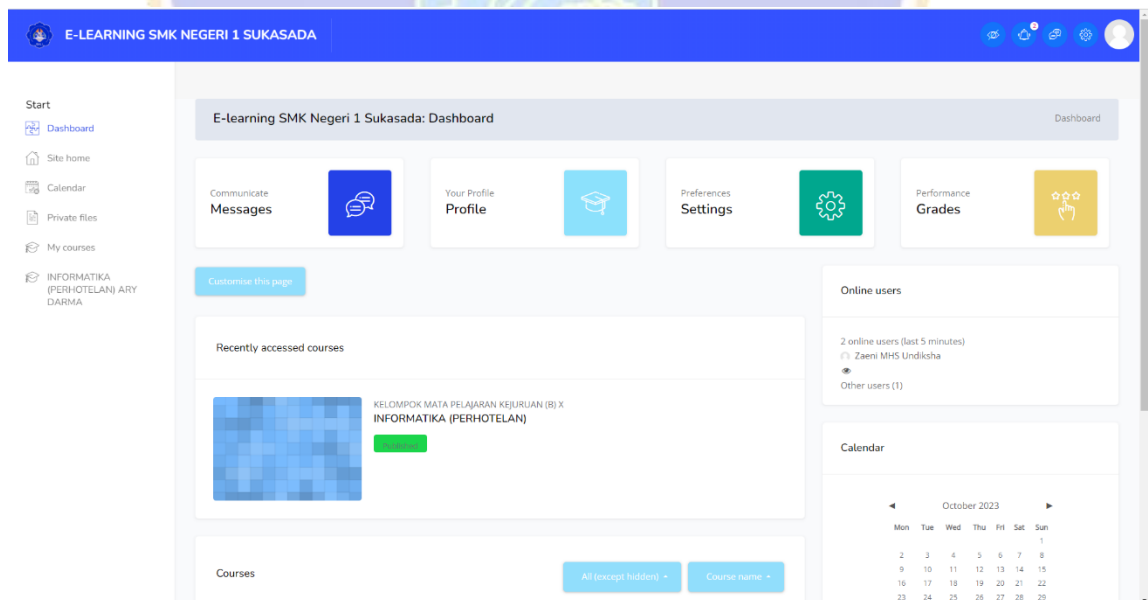 E-LEARNING SMK NEGERI 1 SUKASADA
2
Start
Dashboard
Site home
Calendar
Private files
My courses
INFORMATIKA
(PERHOTELAN) ARY
DARMA
E-learning SMK Negeri 1 Sukasada: Dashboard
Dashboard
Communicate
Messages
Your Profile
Profile
Preferences
Settings
Performance
Grades
Customise this page
Recently accessed courses
KELOMPOK MATA PELAJARAN KEJURUAN (B) X
INFORMATIKA (PERHOTELAN)
Published
Courses
All (except hidden)
Course name
Online users
2 online users (last 5 minutes)
Zaeni MHS Undiksha
Other users (1)
Calendar
◄ October 2023 ►
Mon Tue Wed Thu Fri Sat Sun
1
2 3 4 5 6 7 8
9 10 11 12 13 14 15
16 17 18 19 20 21 22
23 24 25 26 27 28 29